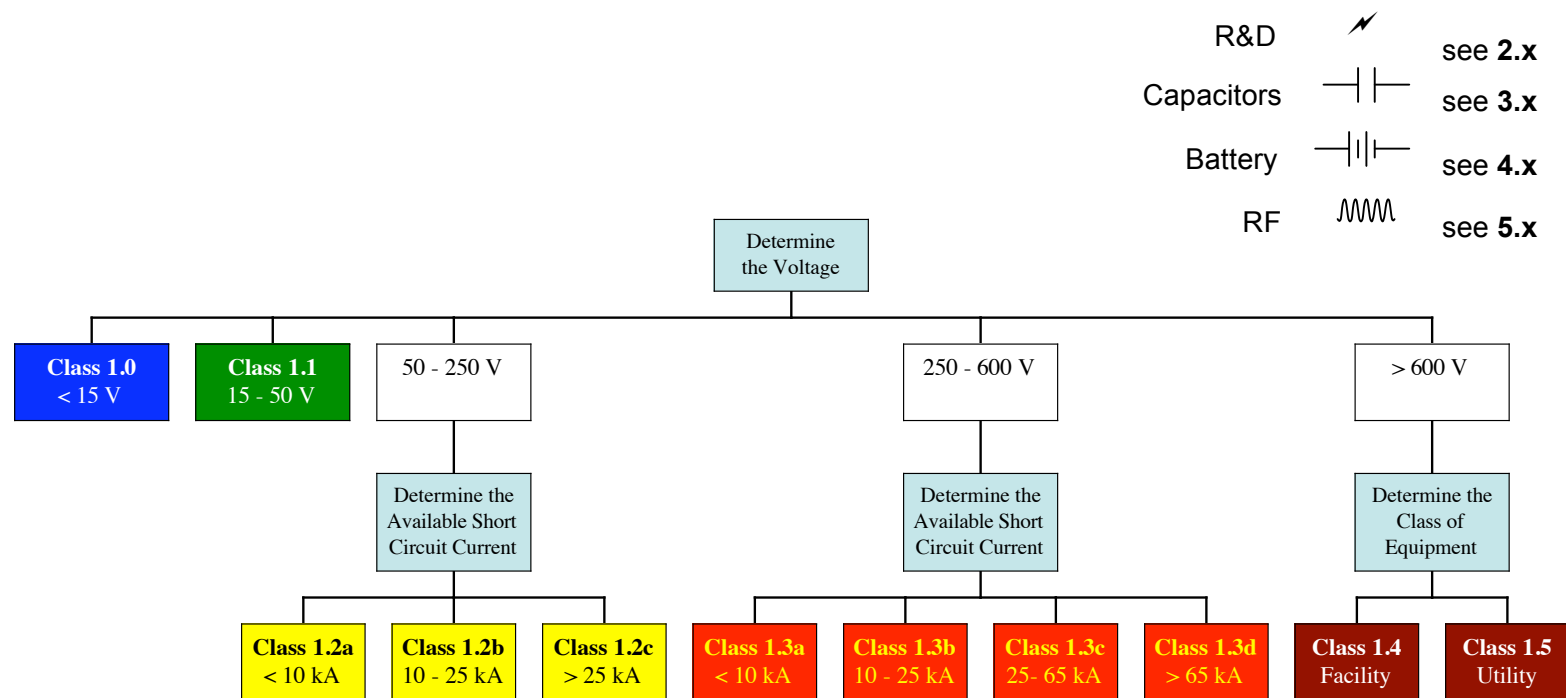 R&D see 2.x
Capacitors see 3.x
Battery see 4.x
RF see 5.x
Determine
the Voltage
Class 1.0
< 15 V
Class 1.1
15 - 50 V
50 - 250 V
250 - 600 V
> 600 V
Determine the
Available Short
Circuit Current
Determine the
Available Short
Circuit Current
Determine the
Class of
Equipment
Class 1.2a
< 10 kA
Class 1.2b
10 - 25 kA
Class 1.2c
> 25 kA
Class 1.3a
< 10 kA
Class 1.3b
10 - 25 kA
Class 1.3c
25- 65 kA
Class 1.3d
> 65 kA
Class 1.4
Facility
Class 1.5
Utility